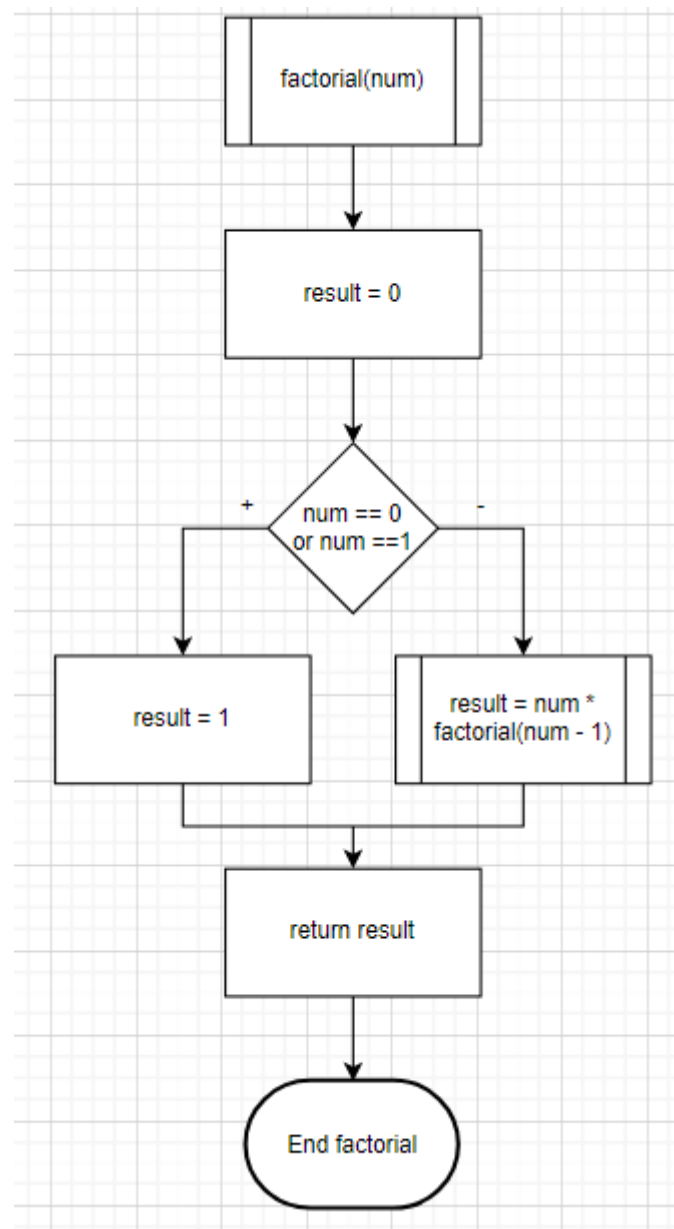 factorial(num)
result = 0
+
-
num == 0
or num ==1
result = 1
result = num *
factorial(num - 1)
return result
End factorial